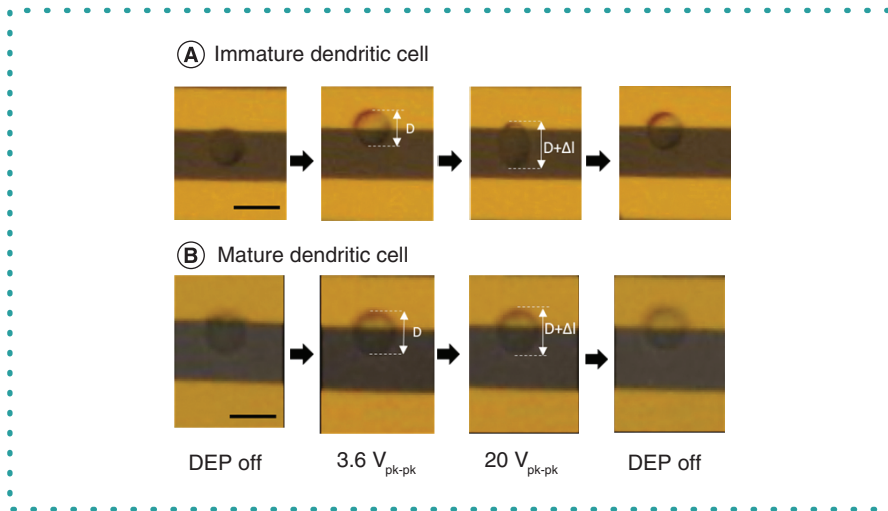 A Immature dendritic cell
D
D+Δl
B Mature dendritic cell
D
D+Δl
DEP off 3.6 Vpk-pk 20 Vpk-pk DEP off